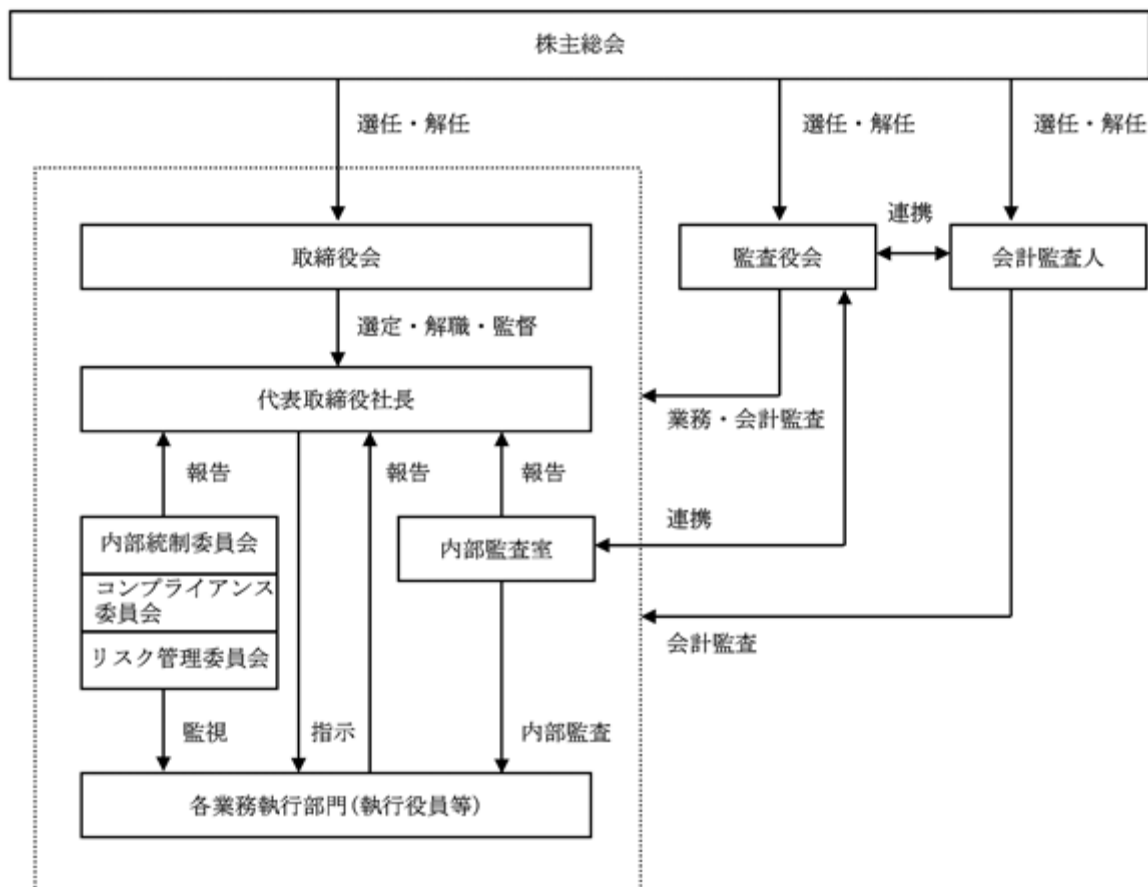 株主総会
選任・解任
選任・解任
選任・解任
連携
取締役会
監査役会
会計監査人
選定・解職・監督
代表取締役社長
業務・会計監査
報告
報告
報告
内部統制委員会
コンプライアンス
委員会
リスク管理委員会
内部監査室
連携
会計監査
監視
指示
内部監査
各業務執行部門(執行役員等)